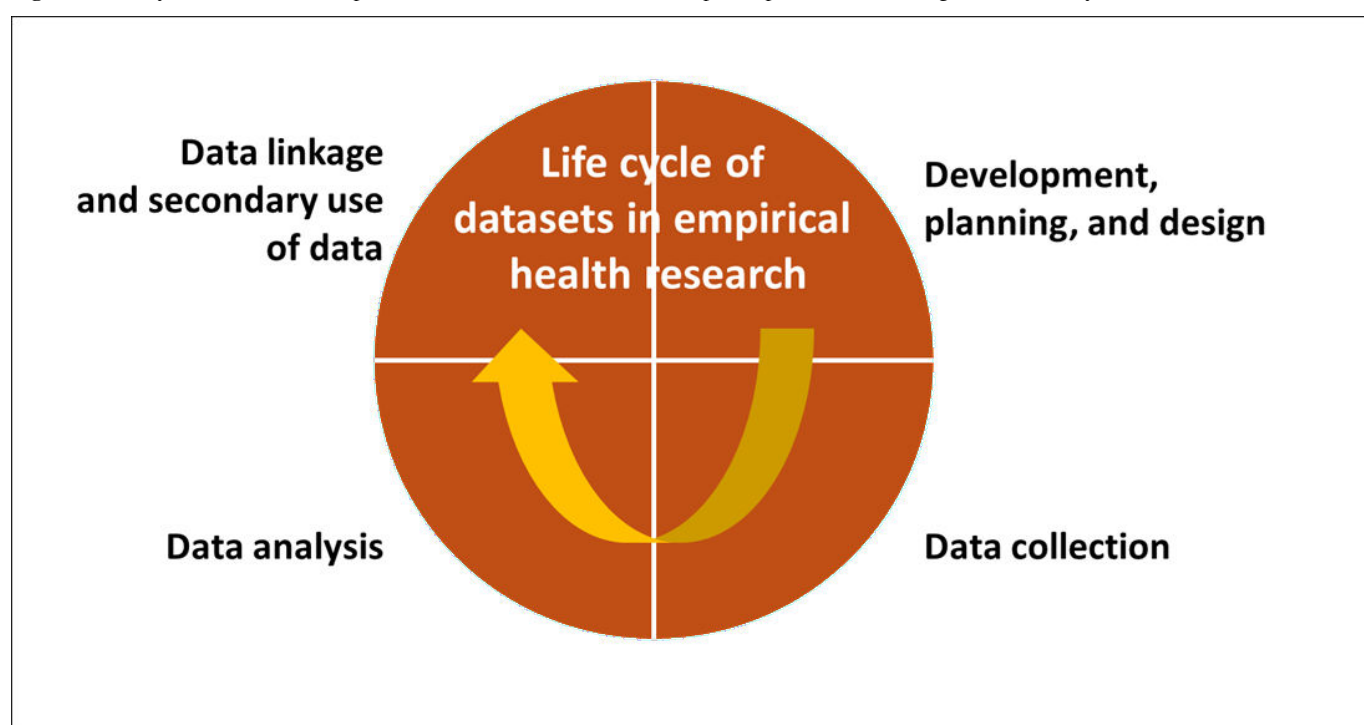 Life cycle of
datasets in empirical
health research
Data linkage
and secondary use
of data
Development,
planning, and design
Data analysis
Data collection